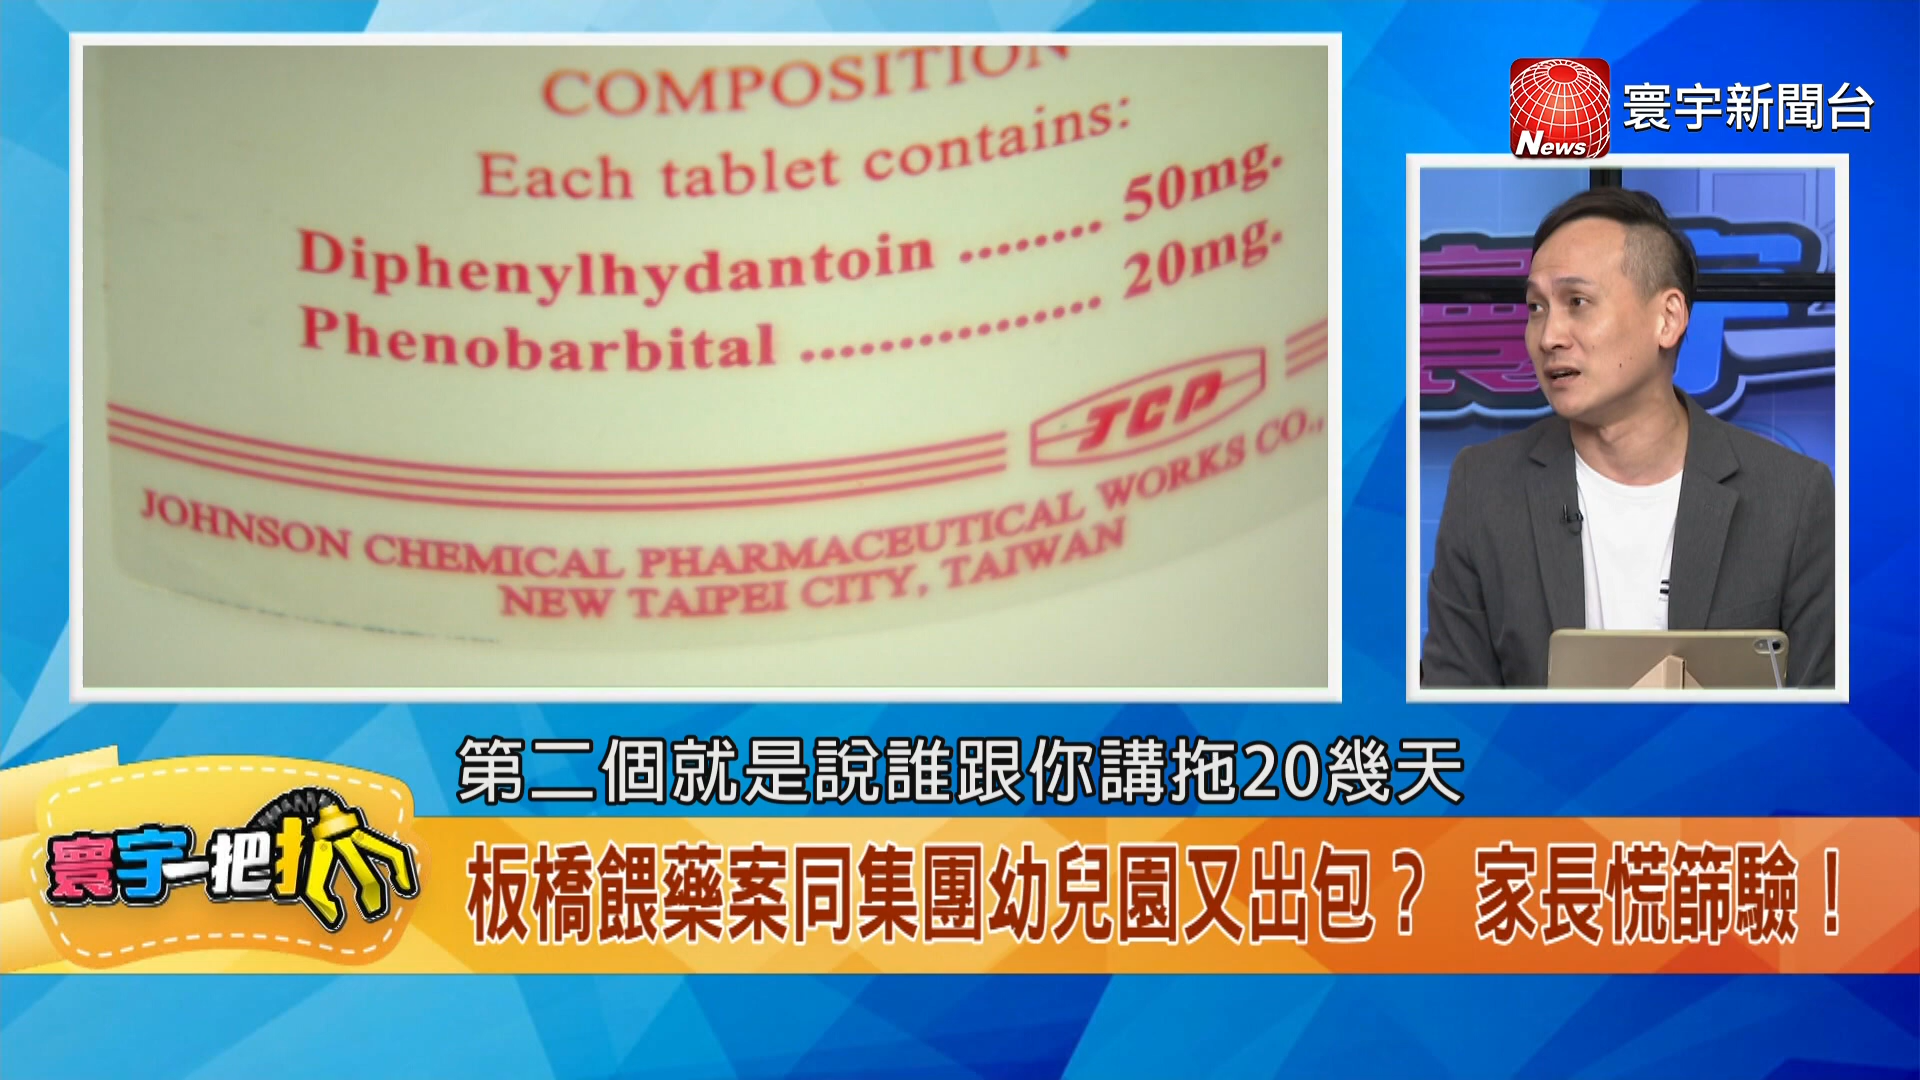 COMPOSITION
Each tablet contains:
Diphenylhydantoin ........ 50mg.
Phenobarbital ............... 20mg.
TCP
JOHNSON CHEMICAL PHARMACEUTICAL WORKS CO.,
NEW TAIPEI CITY, TAIWAN
News
寰宇新聞台
第二個就是說誰跟你講拖20幾天
寰宇一把抓
板橋餵藥案同集團幼兒園又出包？ 家長慌篩驗！